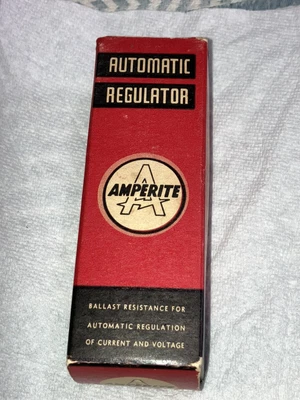 AUTOMATIC
REGULATOR
AMPERITE
BALLAST RESISTANCE FOR
AUTOMATIC REGULATION
OF CURRENT AND VOLTAGE